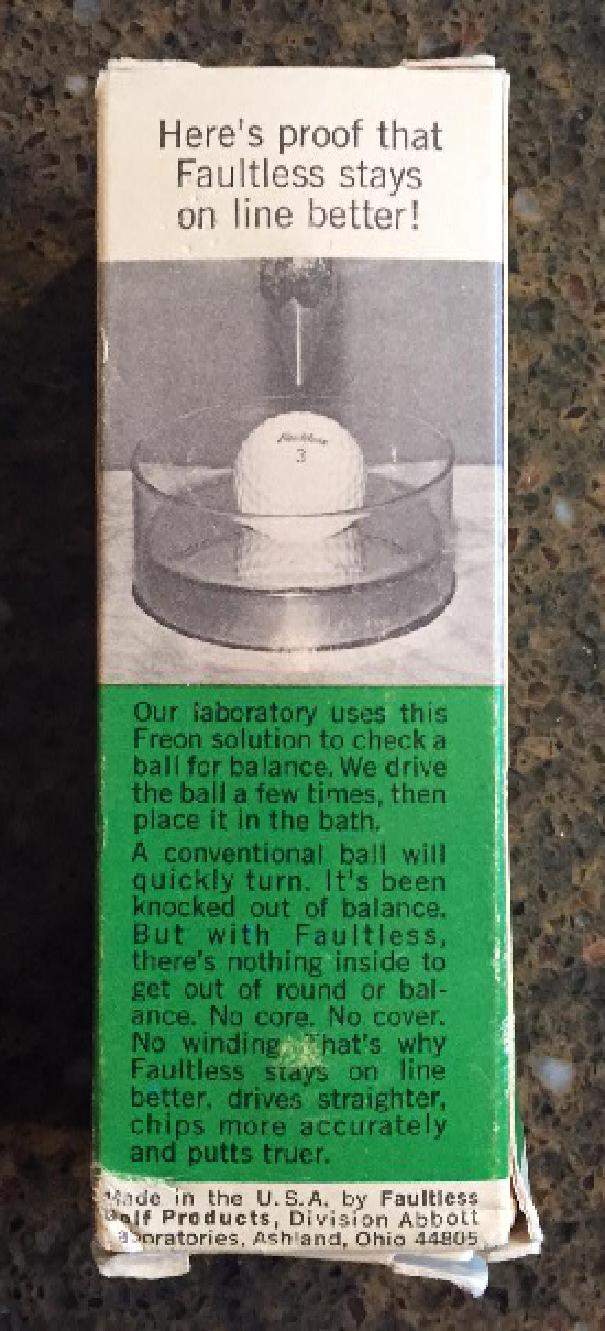 Here's proof that
Faultless stays
on line better!
Faultless
3
Our laboratory uses this
Freon solution to check a
ball for balance. We drive
the ball a few times, then
place it in the bath.
A conventional ball will
quickly turn. It's been
knocked out of balance.
But with Faultless,
there's nothing inside to
get out of round or bal-
ance. No core. No cover.
No winding. That's why
Faultless stays on line
better, drives straighter,
chips more accurately
and putts truer.
Made in the U.S.A. by Faultless
Golf Products, Division Abbott
Laboratories, Ashland, Ohio 44805